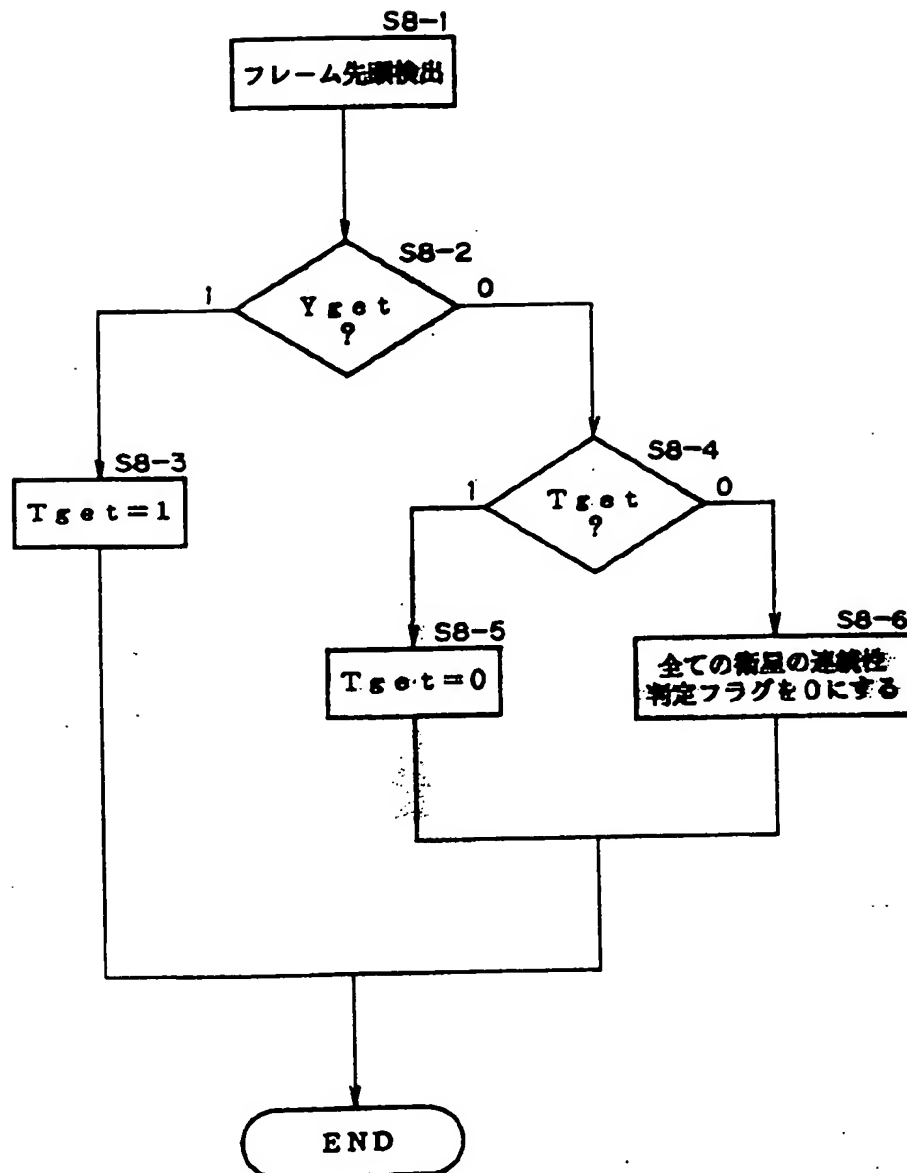 S8-1
フレーム先頭検出
S8-2
1
Yget
?
0
S8-3
Tget=1
S8-4
1
Tget
?
0
S8-5
Tget=0
S8-6
全ての衛星の連続性
判定フラグを0にする
END